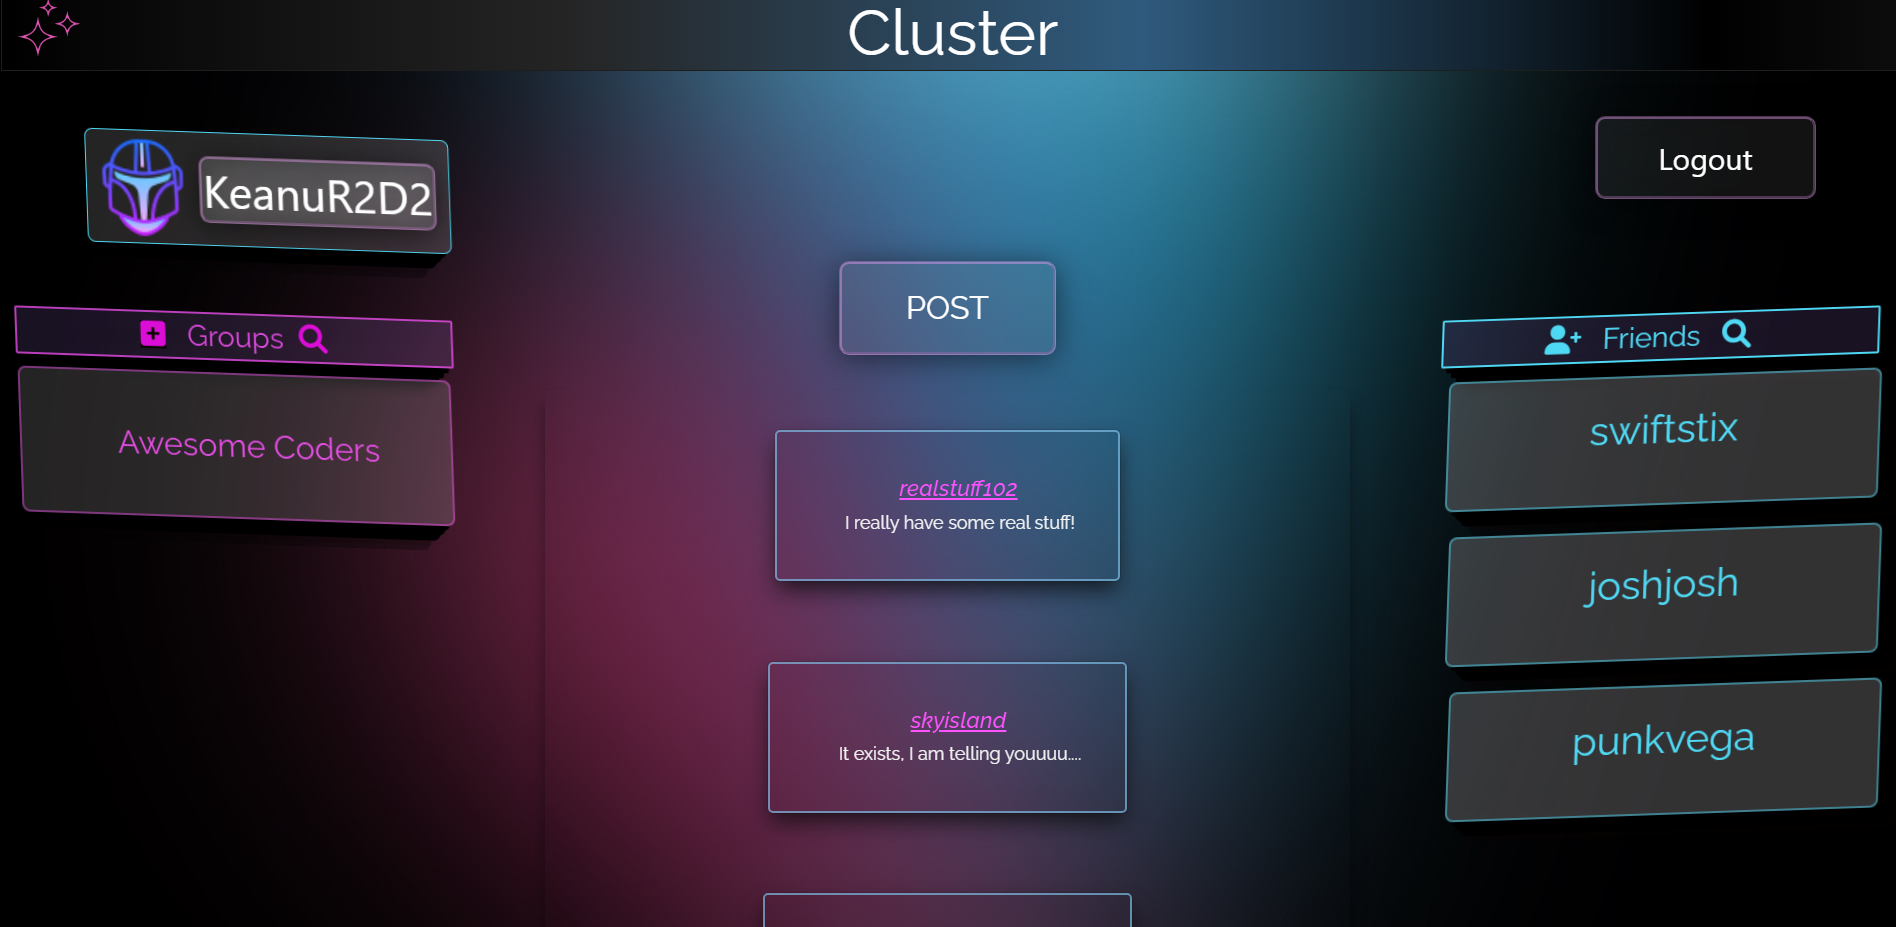 Cluster
KeanuR2D2
Logout
POST
Groups
Awesome Coders
realstuff102
I really have some real stuff!
skyisland
It exists, I am telling youuuu....
Friends
swiftstix
joshjosh
punkvega